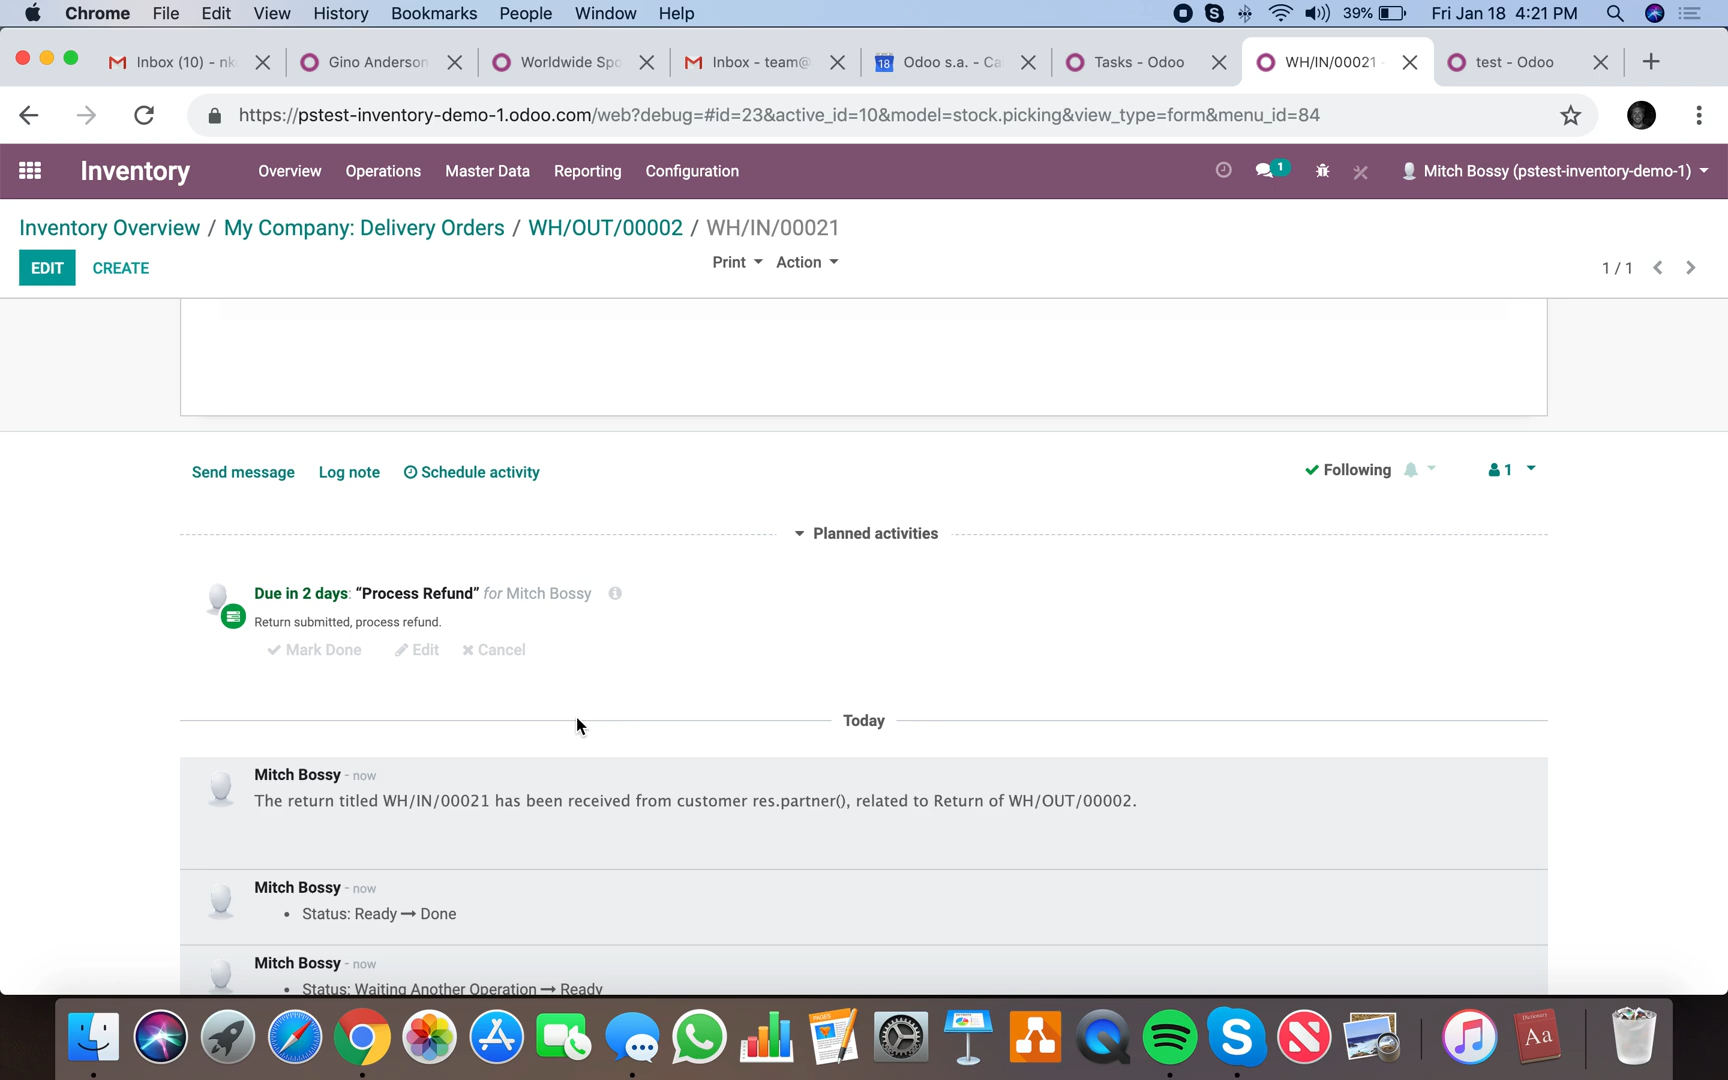 Chrome File Edit View History Bookmarks People Window Help 39% Fri Jan 18 4:21 PM
Inbox (10) - nk Gino Anderson Worldwide Spo Inbox - team@ 18 Odoo s.a. - Ca Tasks - Odoo WH/IN/00021 - test - Odoo
https://pstest-inventory-demo-1.odoo.com/web?debug=#id=23&active_id=10&model=stock.picking&view_type=form&menu_id=84
Inventory Overview Operations Master Data Reporting Configuration 1 Mitch Bossy (pstest-inventory-demo-1)
Inventory Overview / My Company: Delivery Orders / WH/OUT/00002 / WH/IN/00021
EDIT CREATE Print Action 1 / 1
Send message Log note Schedule activity Following 1
Planned activities
Due in 2 days: “Process Refund” for Mitch Bossy
Return submitted, process refund.
Mark Done Edit Cancel
Today
Mitch Bossy - now
The return titled WH/IN/00021 has been received from customer res.partner(), related to Return of WH/OUT/00002.
Mitch Bossy - now
• Status: Ready → Done
Mitch Bossy - now
• Status: Waiting Another Operation → Ready
PAGES
Dictionary
Aa